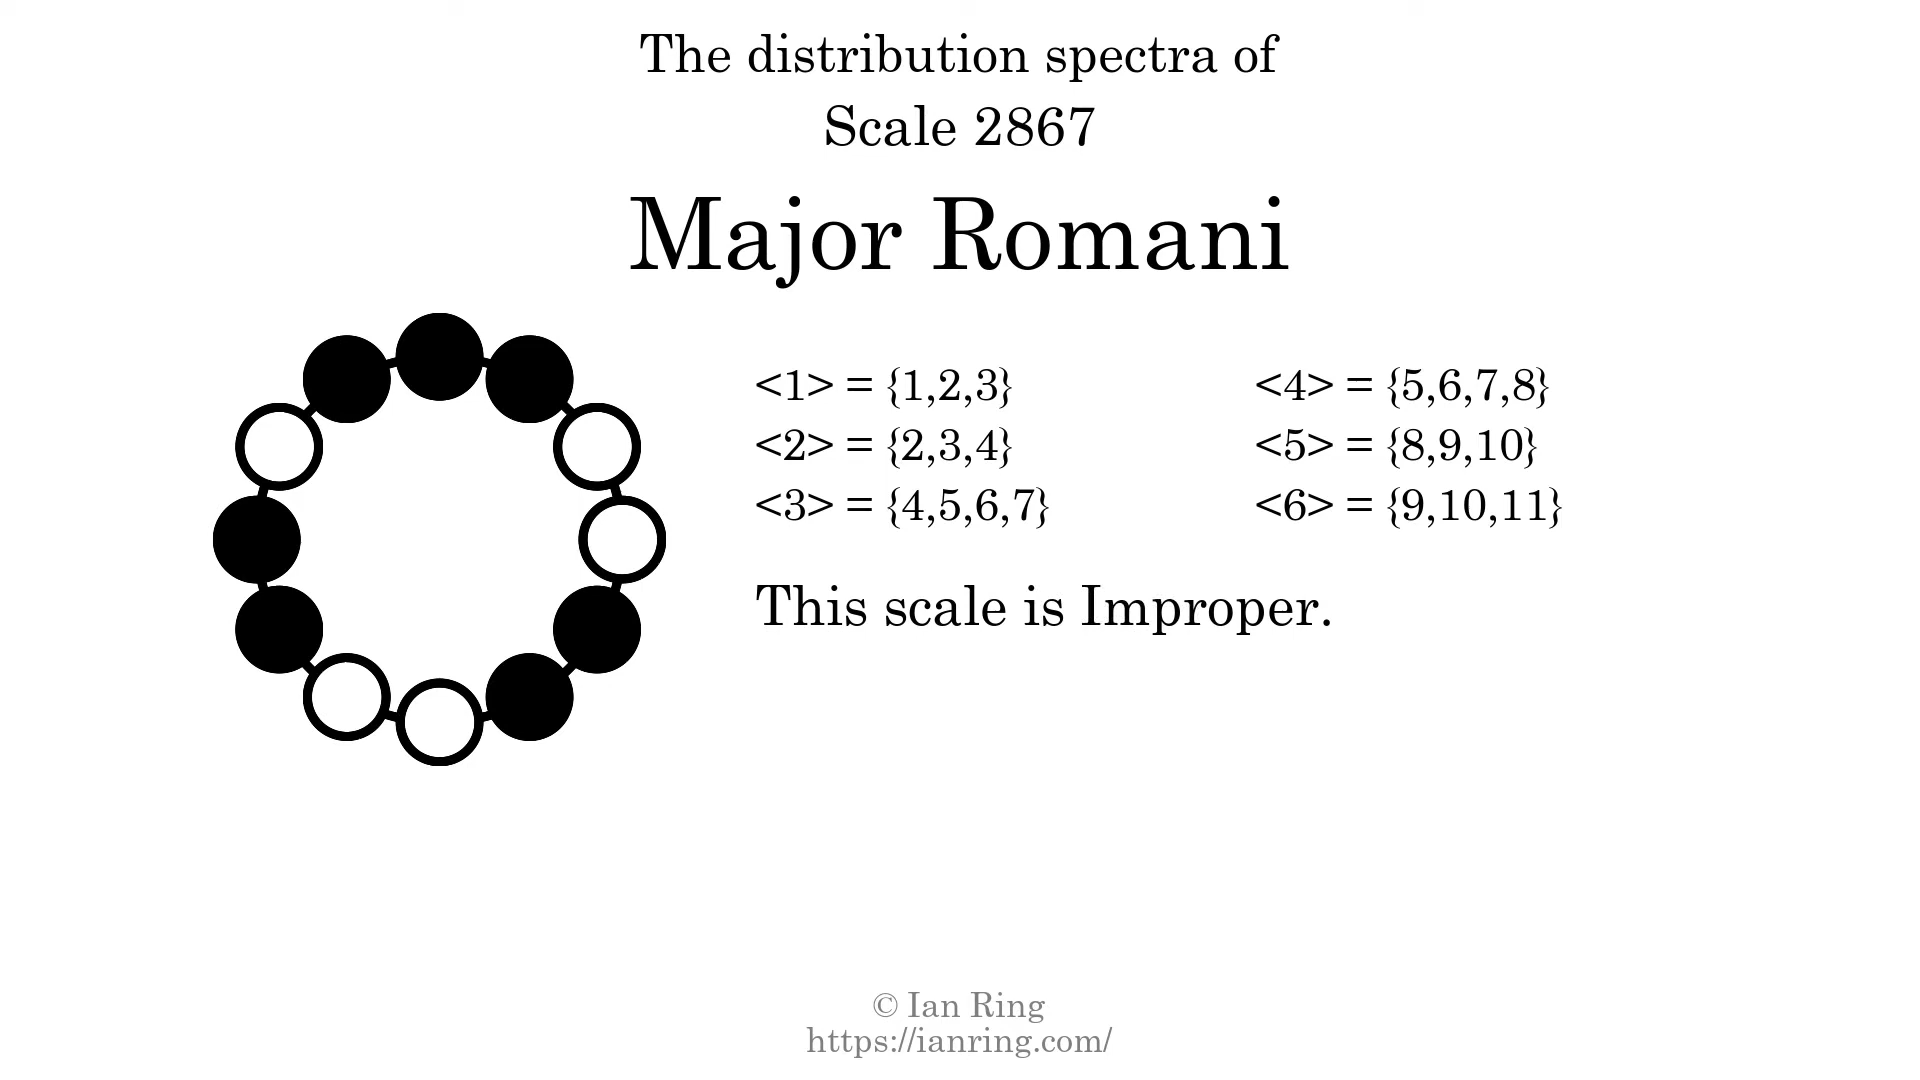 The distribution spectra of
Scale 2867
Major Romani
<1> = {1,2,3}
<2> = {2,3,4}
<3> = {4,5,6,7}
<4> = {5,6,7,8}
<5> = {8,9,10}
<6> = {9,10,11}
This scale is Improper.
© Ian Ring
https://ianring.com/